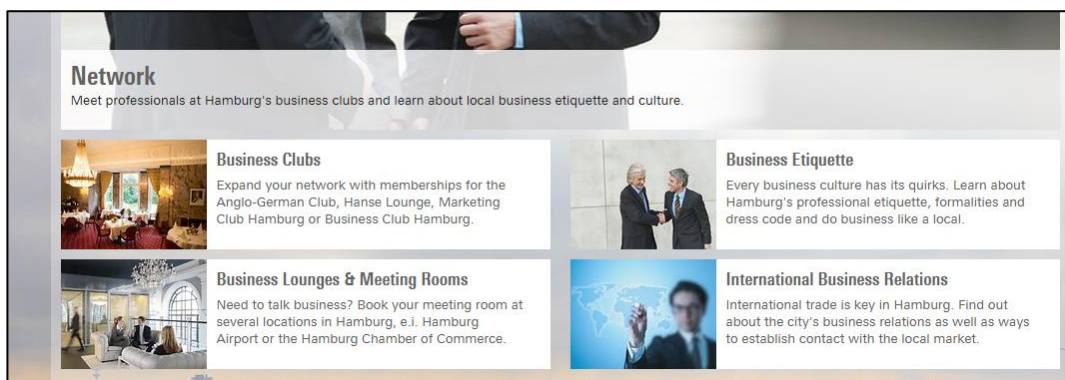 Network
Meet professionals at Hamburg's business clubs and learn about local business etiquette and culture.
Business Clubs
Expand your network with memberships for the
Anglo-German Club, Hanse Lounge, Marketing
Club Hamburg or Business Club Hamburg.
Business Etiquette
Every business culture has its quirks. Learn about
Hamburg's professional etiquette, formalities and
dress code and do business like a local.
Business Lounges & Meeting Rooms
Need to talk business? Book your meeting room at
several locations in Hamburg, e.i. Hamburg
Airport or the Hamburg Chamber of Commerce.
International Business Relations
International trade is key in Hamburg. Find out
about the city's business relations as well as ways
to establish contact with the local market.